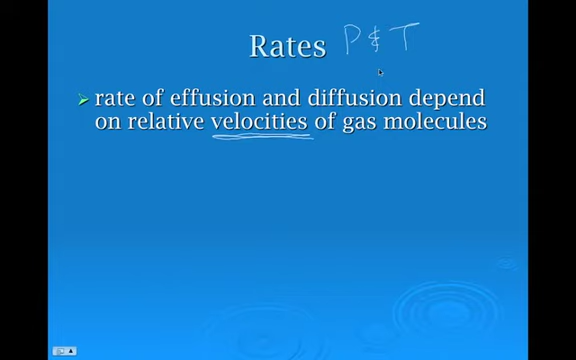 Rates P & T
rate of effusion and diffusion depend
on relative velocities of gas molecules